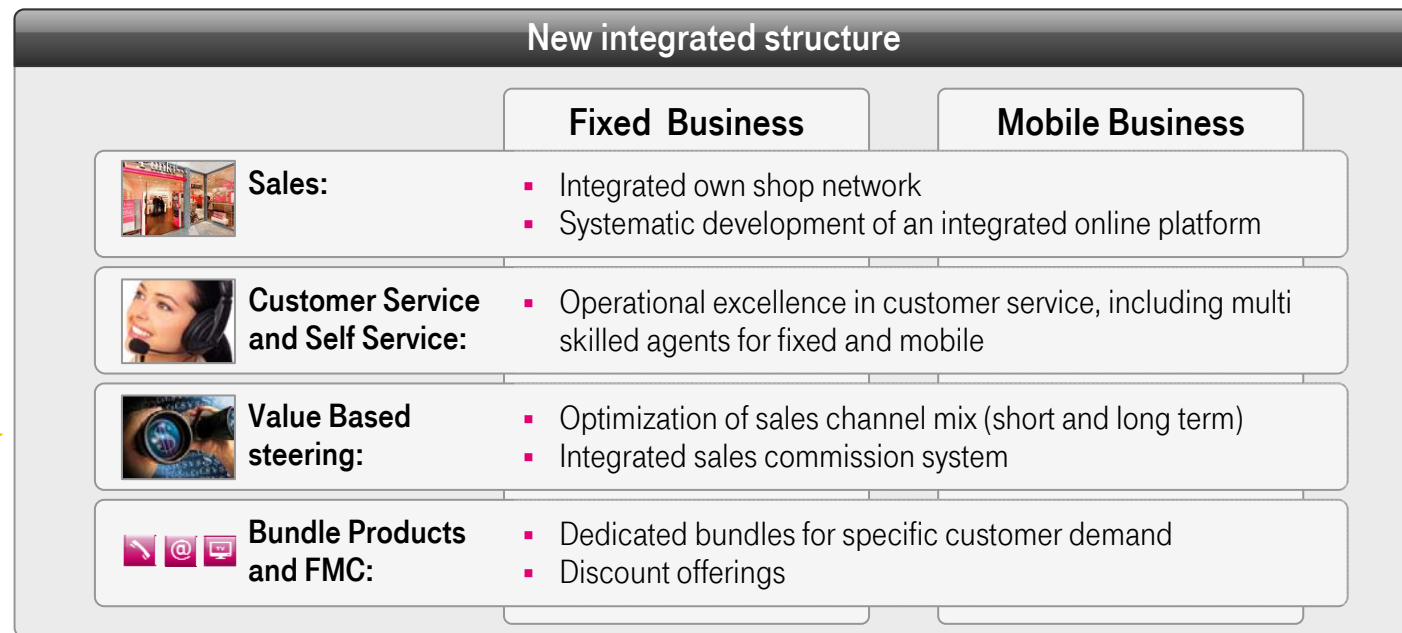 New integrated structure
Fixed Business
Mobile Business
Sales:
▪ Integrated own shop network
▪ Systematic development of an integrated online platform
Customer Service
and Self Service:
▪ Operational excellence in customer service, including multi
skilled agents for fixed and mobile
Value Based
steering:
▪ Optimization of sales channel mix (short and long term)
▪ Integrated sales commission system
@
TV
Bundle Products
and FMC:
▪ Dedicated bundles for specific customer demand
▪ Discount offerings